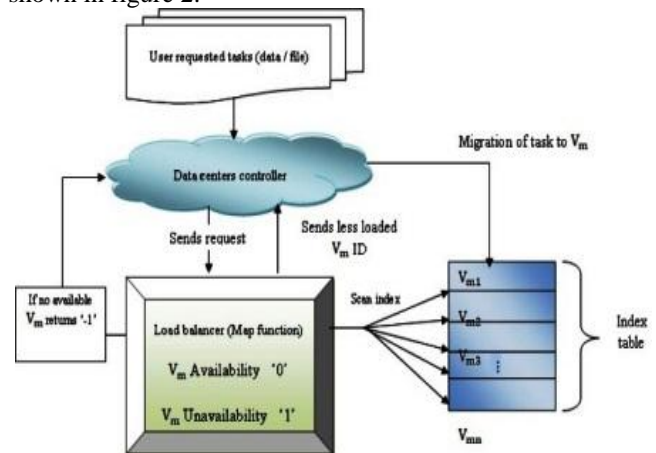 shown in figure 2.
User requested tasks (data / file)
Migration of task to Vm
Data centers controller
Sends request
Sends less loaded
Vm ID
If no available
Vm returns '-1'
Load balancer (Map function)
Vm Availability '0'
Vm Unavailability '1'
Scan index
Vm1
Vm2
Vm3
⋮
Vmn
Index
table